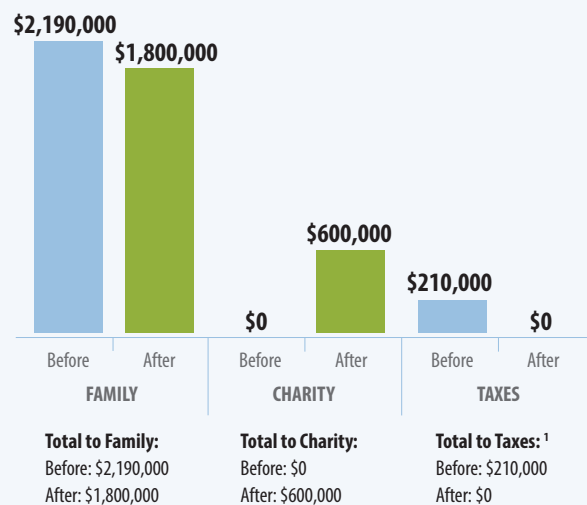 $2,190,000
$1,800,000
$600,000
$210,000
$0
$0
Before After Before After Before After
FAMILY CHARITY TAXES
Total to Family:
Before: $2,190,000
After: $1,800,000
Total to Charity:
Before: $0
After: $600,000
Total to Taxes: 1
Before: $210,000
After: $0